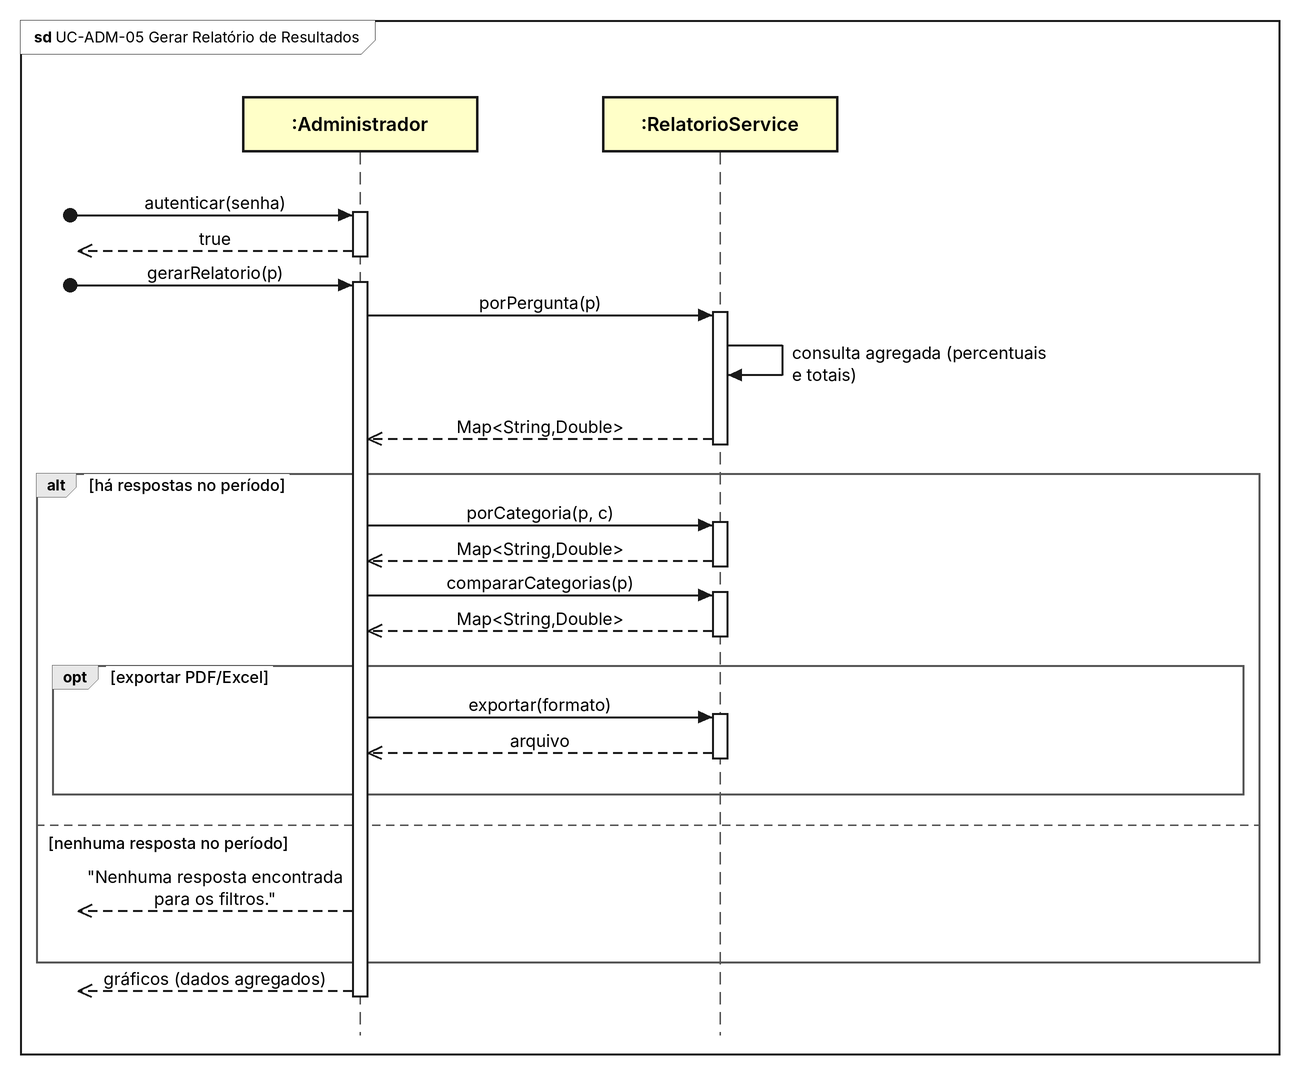 sd UC-ADM-05 Gerar Relatório de Resultados
:Administrador
:RelatorioService
autenticar(senha)
true
gerarRelatorio(p)
porPergunta(p)
consulta agregada (percentuais
e totais)
Map<String,Double>
alt [há respostas no período]
porCategoria(p, c)
Map<String,Double>
compararCategorias(p)
Map<String,Double>
opt [exportar PDF/Excel]
exportar(formato)
arquivo
[nenhuma resposta no período]
"Nenhuma resposta encontrada
para os filtros."
gráficos (dados agregados)